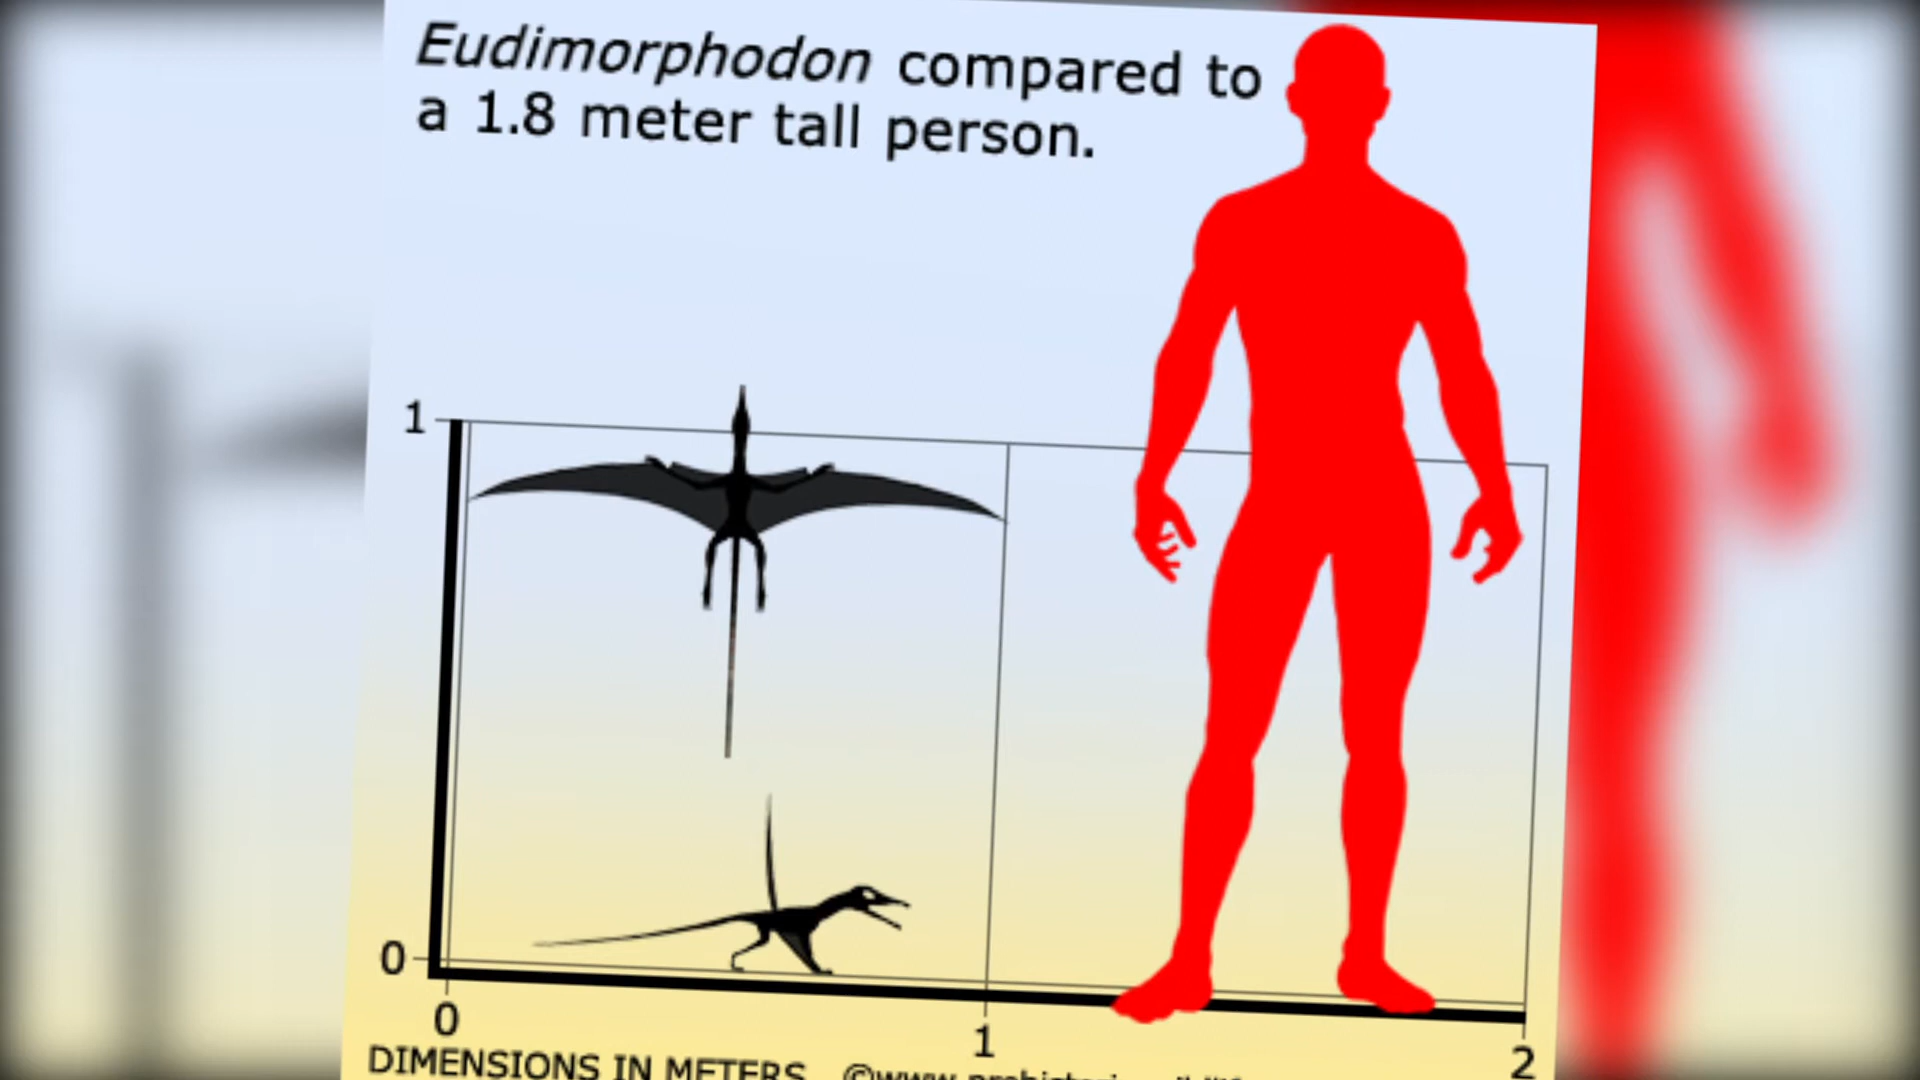 Eudimorphodon compared to
a 1.8 meter tall person.
1
0
0
1
2
DIMENSIONS IN METERS